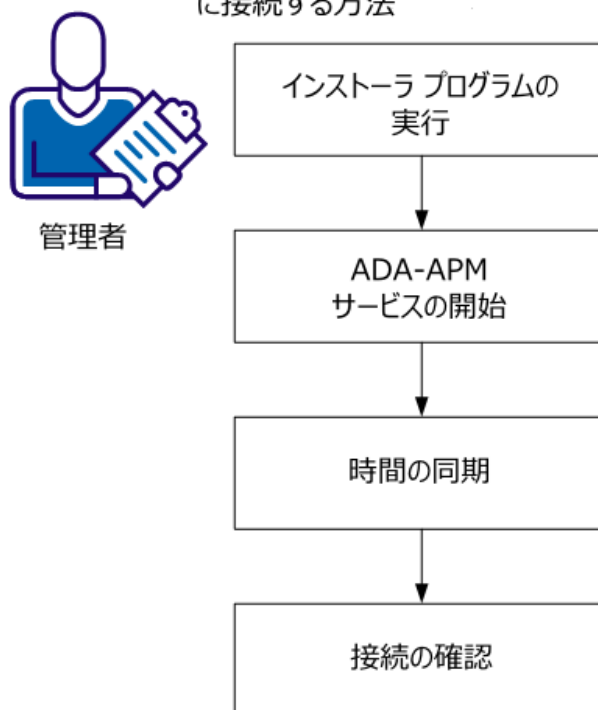 に接続する方法
管理者
インストーラ プログラムの
実行
ADA-APM
サービスの開始
時間の同期
接続の確認